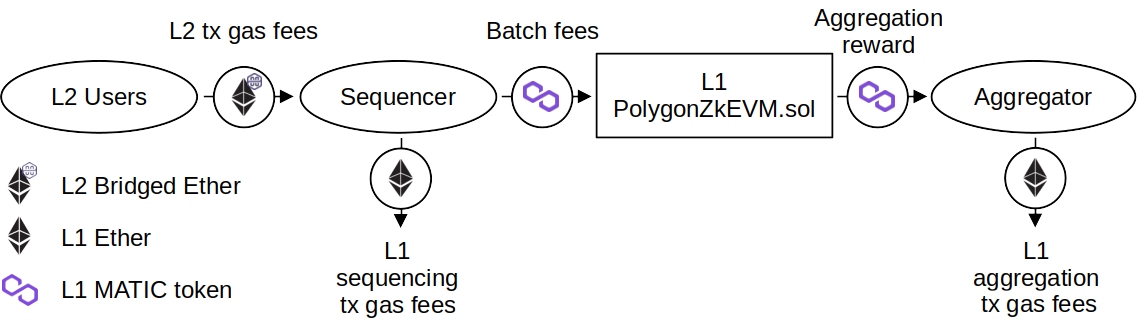 L2 tx gas fees
Batch fees
Aggregation
reward
L2 Users
Sequencer
L1
PolygonZkEVM.sol
Aggregator
L2 Bridged Ether
L1 Ether
L1 MATIC token
L1
sequencing
tx gas fees
L1
aggregation
tx gas fees